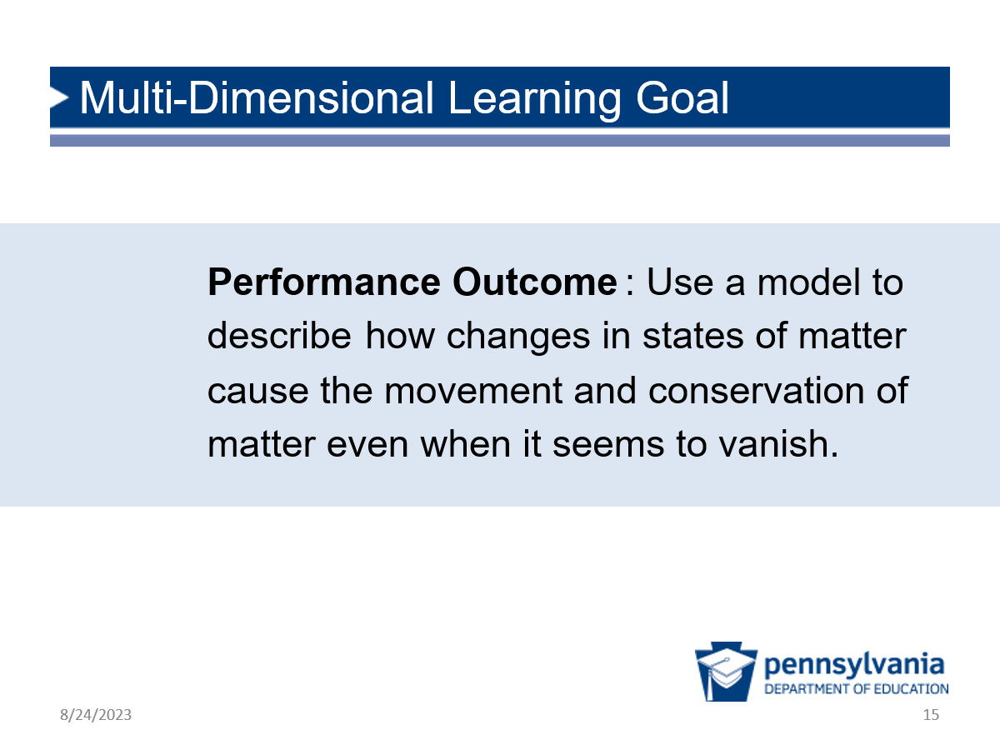 Multi-Dimensional Learning Goal
Performance Outcome : Use a model to
describe how changes in states of matter
cause the movement and conservation of
matter even when it seems to vanish.
pennsylvania
DEPARTMENT OF EDUCATION
8/24/2023
15